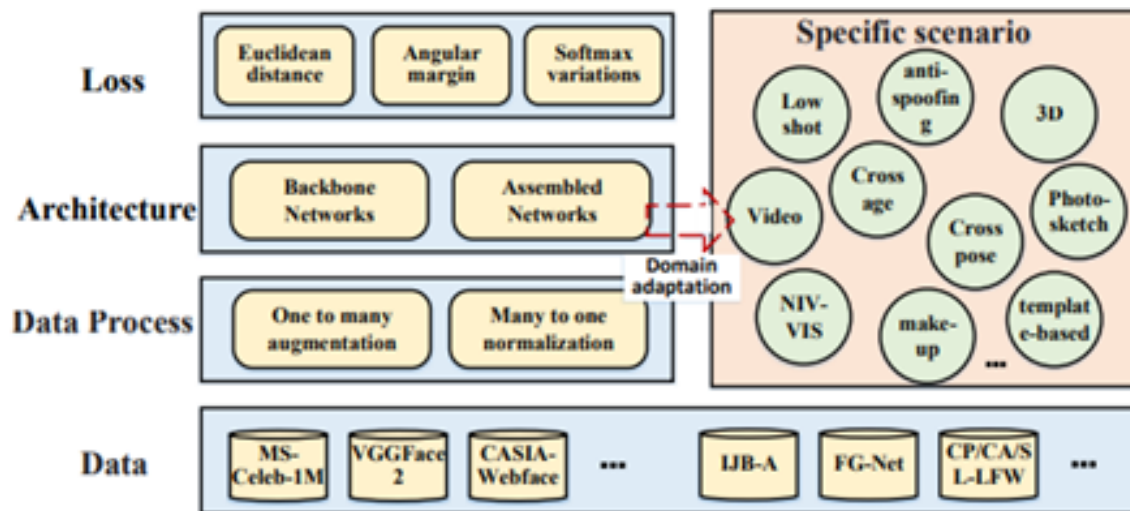 Loss
Euclidean
distance
Angular
margin
Softmax
variations
Architecture
Backbone
Networks
Assembled
Networks
Data Process
One to many
augmentation
Many to one
normalization
Domain
adaptation
Specific scenario
Low
shot
anti-
spoofin
g
3D
Cross
age
Video
Photo-
sketch
Cross
pose
NIV-
VIS
make-
up
templat
e-based
...
Data
MS-
Celeb-1M
VGGFace
2
CASIA-
Webface
...
IJB-A
FG-Net
CP/CA/S
L-LFW
...